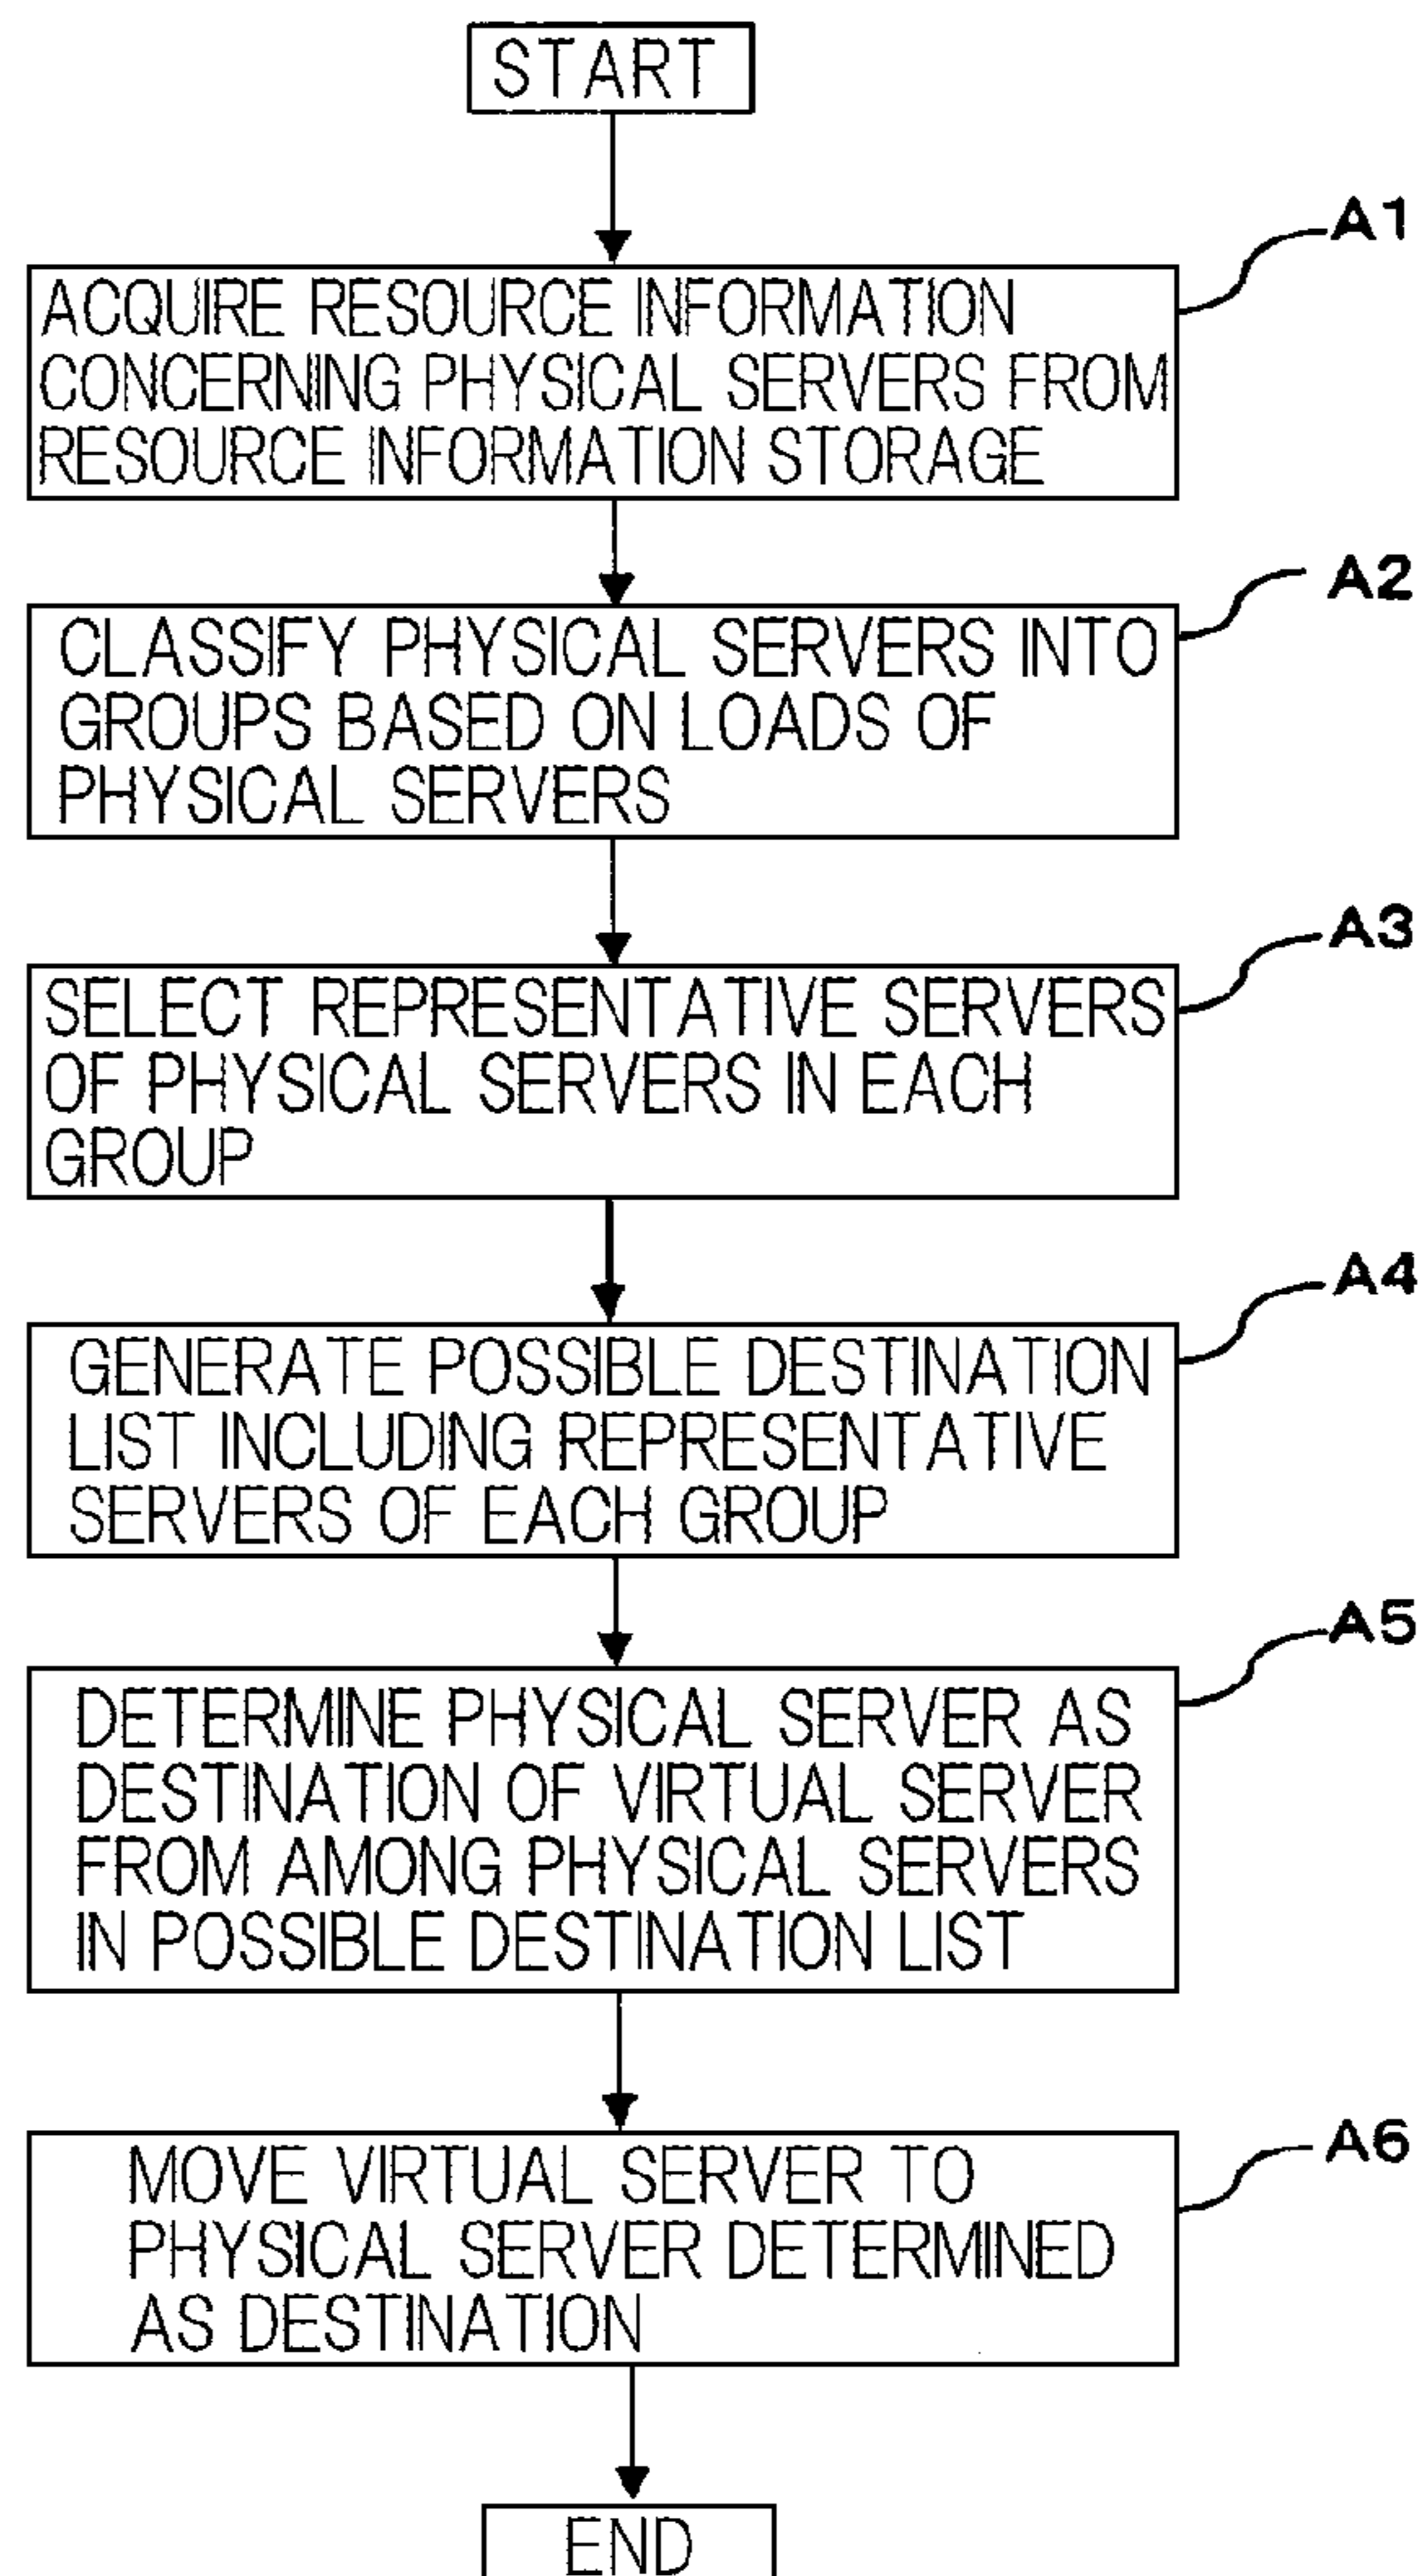 START
A1
ACQUIRE RESOURCE INFORMATION
CONCERNING PHYSICAL SERVERS FROM
RESOURCE INFORMATION STORAGE
A2
CLASSIFY PHYSICAL SERVERS INTO
GROUPS BASED ON LOADS OF
PHYSICAL SERVERS
A3
SELECT REPRESENTATIVE SERVERS
OF PHYSICAL SERVERS IN EACH
GROUP
A4
GENERATE POSSIBLE DESTINATION
LIST INCLUDING REPRESENTATIVE
SERVERS OF EACH GROUP
A5
DETERMINE PHYSICAL SERVER AS
DESTINATION OF VIRTUAL SERVER
FROM AMONG PHYSICAL SERVERS
IN POSSIBLE DESTINATION LIST
A6
MOVE VIRTUAL SERVER TO
PHYSICAL SERVER DETERMINED
AS DESTINATION
END